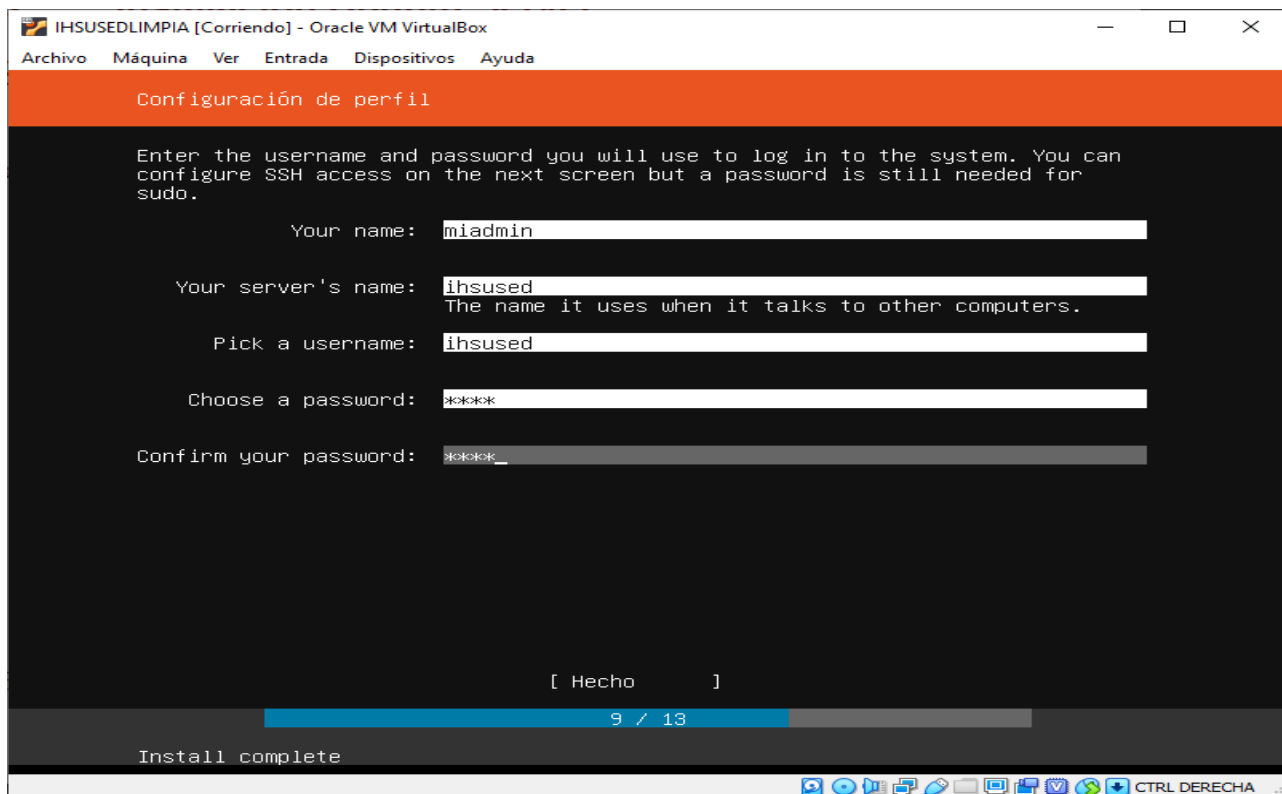 IHSUSEDLIMPIA [Corriendo] - Oracle VM VirtualBox
Archivo Máquina Ver Entrada Dispositivos Ayuda
Configuración de perfil
Enter the username and password you will use to log in to the system. You can
configure SSH access on the next screen but a password is still needed for
sudo.
Your name: miadmin
Your server's name: ihsused
The name it uses when it talks to other computers.
Pick a username: ihsused
Choose a password: ****
Confirm your password: ****_
[ Hecho ]
9 / 13
Install complete
CTRL DERECHA